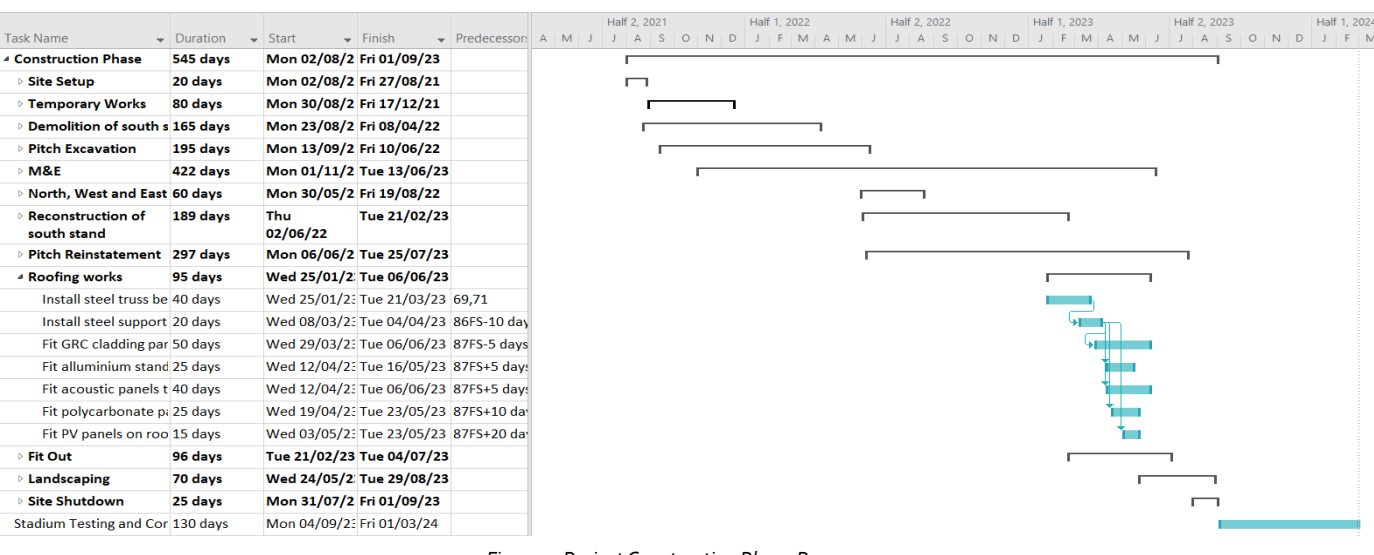 Half 2, 2021 Half 1, 2022 Half 2, 2022 Half 1, 2023 Half 2, 2023 Half 1, 2024
Task Name Duration Start Finish Predecessors A M J J A S O N D J F M A M J J A S O N D J F M A M J J A S O N D J F M
Construction Phase 545 days Mon 02/08/2 Fri 01/09/23
Site Setup 20 days Mon 02/08/2 Fri 27/08/21
Temporary Works 80 days Mon 30/08/2 Fri 17/12/21
Demolition of south s 165 days Mon 23/08/2 Fri 08/04/22
Pitch Excavation 195 days Mon 13/09/2 Fri 10/06/22
M&E 422 days Mon 01/11/2 Tue 13/06/23
North, West and East 60 days Mon 30/05/2 Fri 19/08/22
Reconstruction of 189 days Thu Tue 21/02/23
south stand 02/06/22
Pitch Reinstatement 297 days Mon 06/06/2 Tue 25/07/23
Roofing works 95 days Wed 25/01/2 Tue 06/06/23
Install steel truss be 40 days Wed 25/01/23 Tue 21/03/23 69,71
Install steel support 20 days Wed 08/03/23 Tue 04/04/23 86FS-10 day
Fit GRC cladding par 50 days Wed 29/03/23 Tue 06/06/23 87FS-5 days
Fit alluminium stand 25 days Wed 12/04/23 Tue 16/05/23 87FS+5 days
Fit acoustic panels t 40 days Wed 12/04/23 Tue 06/06/23 87FS+5 days
Fit polycarbonate pa 25 days Wed 19/04/23 Tue 23/05/23 87FS+10 da
Fit PV panels on roo 15 days Wed 03/05/23 Tue 23/05/23 87FS+20 da
Fit Out 96 days Tue 21/02/23 Tue 04/07/23
Landscaping 70 days Wed 24/05/2 Tue 29/08/23
Site Shutdown 25 days Mon 31/07/2 Fri 01/09/23
Stadium Testing and Cor 130 days Mon 04/09/23 Fri 01/03/24